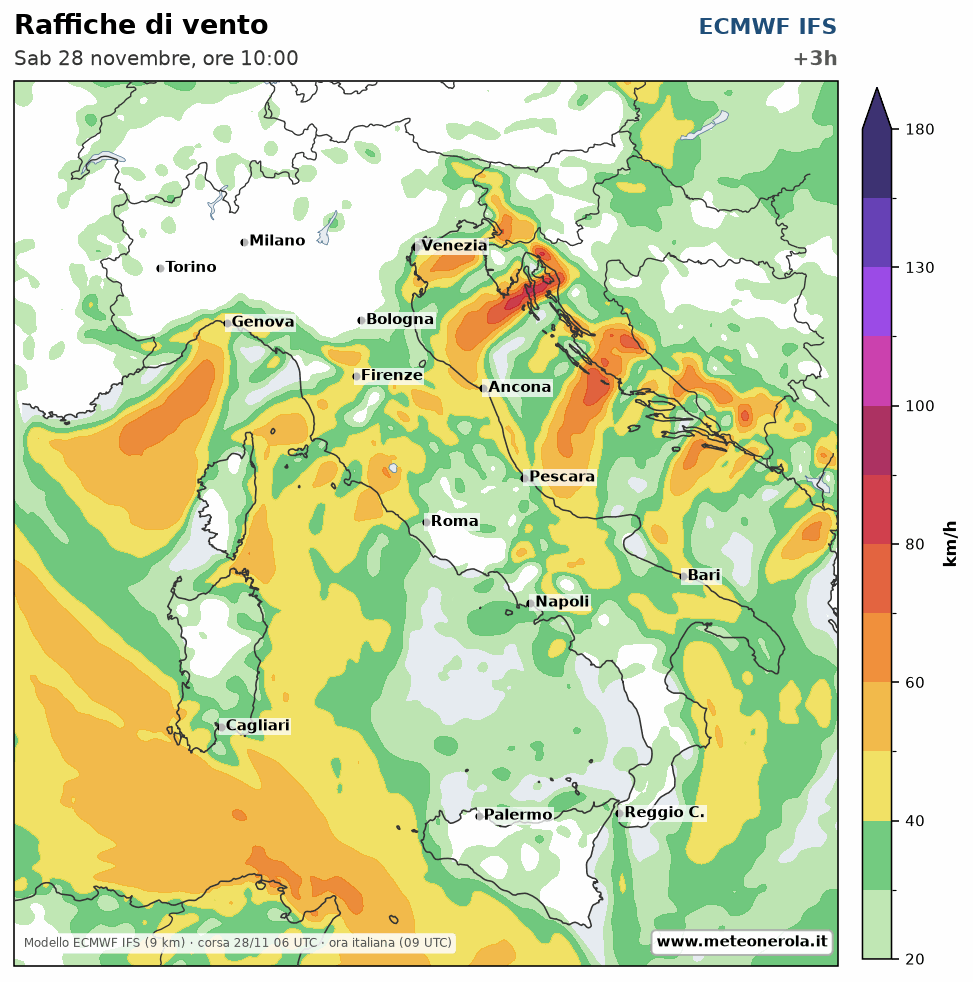 Raffiche di vento
ECMWF IFS
Sab 28 novembre, ore 10:00
+3h
Milano
Venezia
Torino
Genova
Bologna
Firenze
Ancona
Pescara
Roma
Bari
Napoli
Cagliari
Palermo
Reggio C.
180
130
100
80
60
40
20
km/h
Modello ECMWF IFS (9 km) · corsa 28/11 06 UTC · ora italiana (09 UTC)
www.meteonerola.it